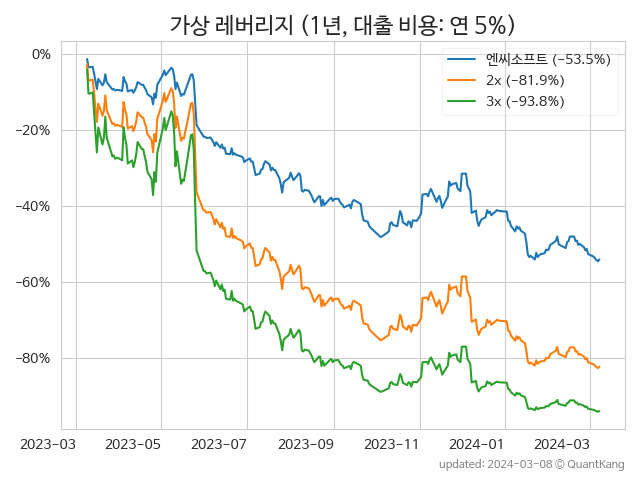 가상 레버리지 (1년, 대출 비용: 연 5%)
엔씨소프트 (−53.5%)
2x (−81.9%)
3x (−93.8%)
0%
−20%
−40%
−60%
−80%
2023−03 2023−05 2023−07 2023−09 2023−11 2024−01 2024−03
updated: 2024−03−08 © QuantKang